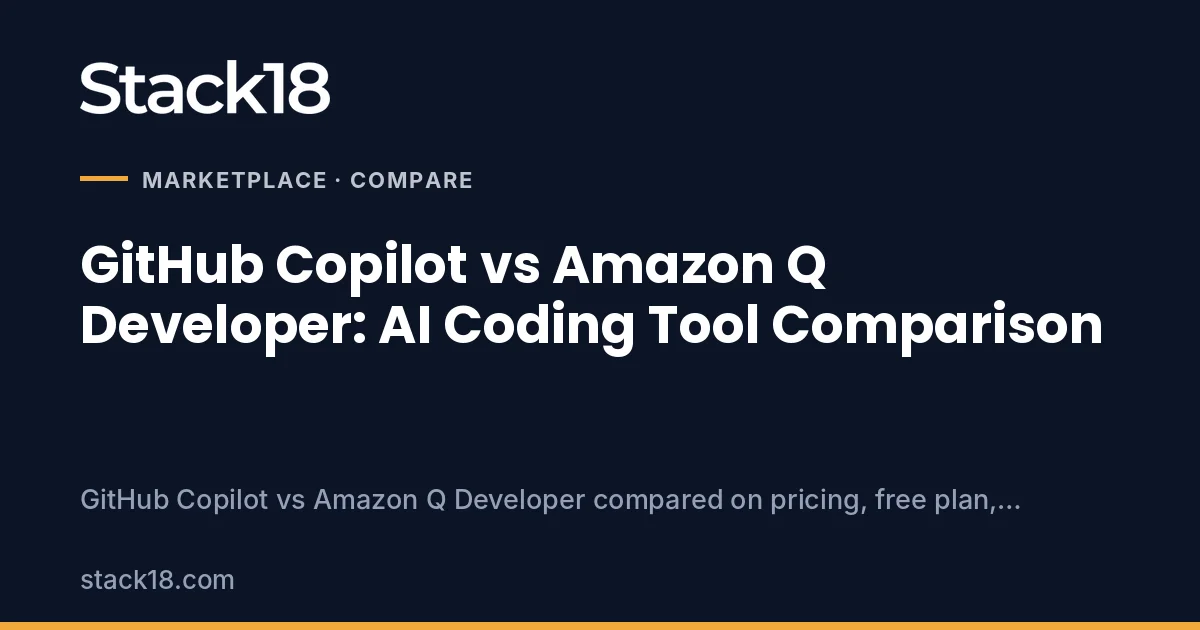 Stack18
MARKETPLACE · COMPARE
GitHub Copilot vs Amazon Q
Developer: AI Coding Tool Comparison
GitHub Copilot vs Amazon Q Developer compared on pricing, free plan,...
stack18.com